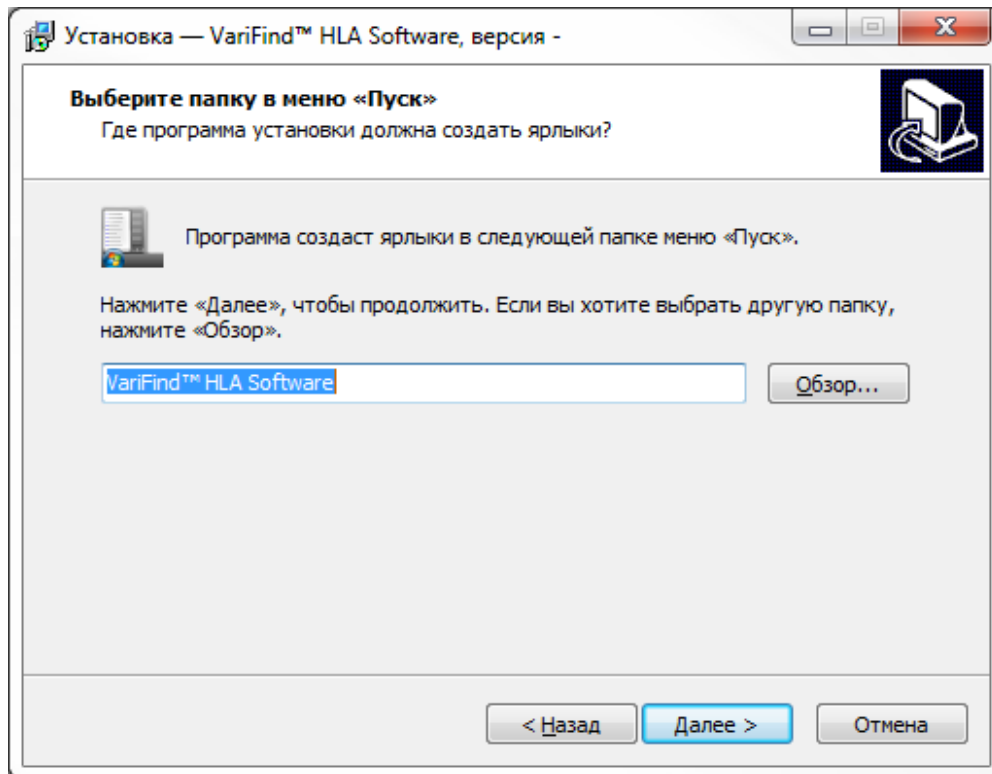 Установка — VariFind™ HLA Software, версия -
Выберите папку в меню «Пуск»
Где программа установки должна создать ярлыки?
Программа создаст ярлыки в следующей папке меню «Пуск».
Нажмите «Далее», чтобы продолжить. Если вы хотите выбрать другую папку,
нажмите «Обзор».
VariFind™ HLA Software
Обзор...
< Назад
Далее >
Отмена